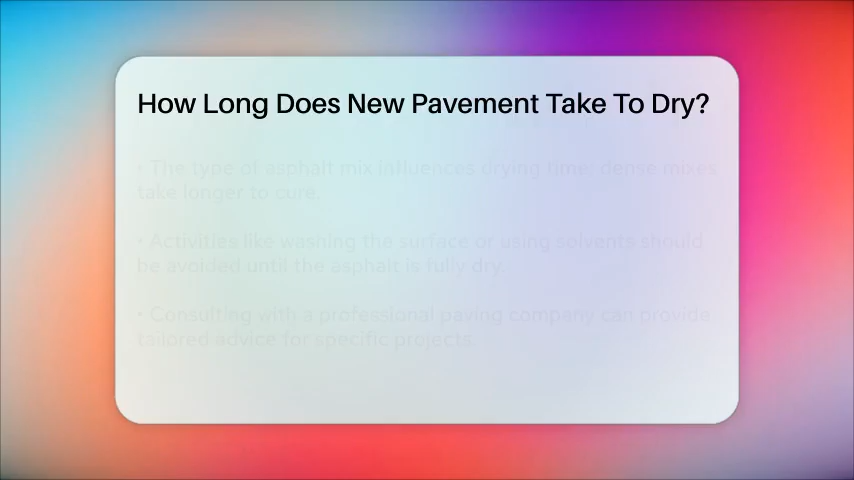 How Long Does New Pavement Take To Dry?
• The type of asphalt mix influences drying time; dense mixes
take longer to cure.
• Activities like washing the surface or using solvents should
be avoided until the asphalt is fully dry.
• Consulting with a professional paving company can provide
tailored advice for specific projects.